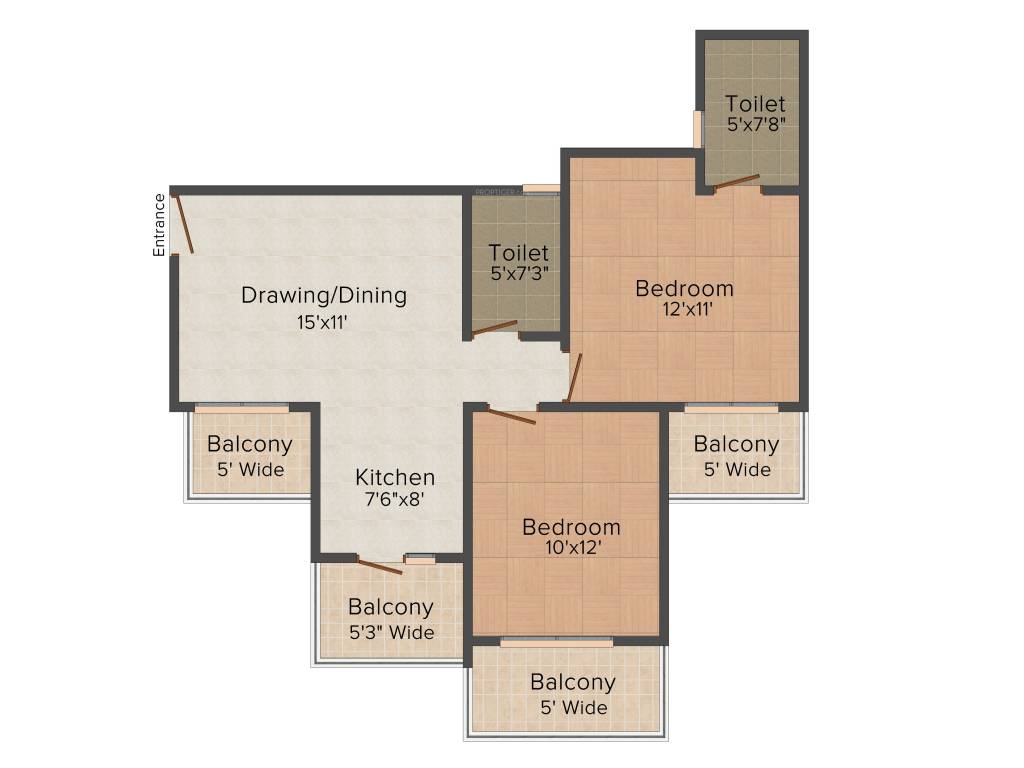 Toilet
5'x7'8"
PROPTIGER
Entrance
Toilet
5'x7'3"
Bedroom
12'x11'
Drawing/Dining
15'x11'
Balcony
5' Wide
Kitchen
7'6"x8'
Balcony
5' Wide
Bedroom
10'x12'
Balcony
5'3" Wide
Balcony
5' Wide